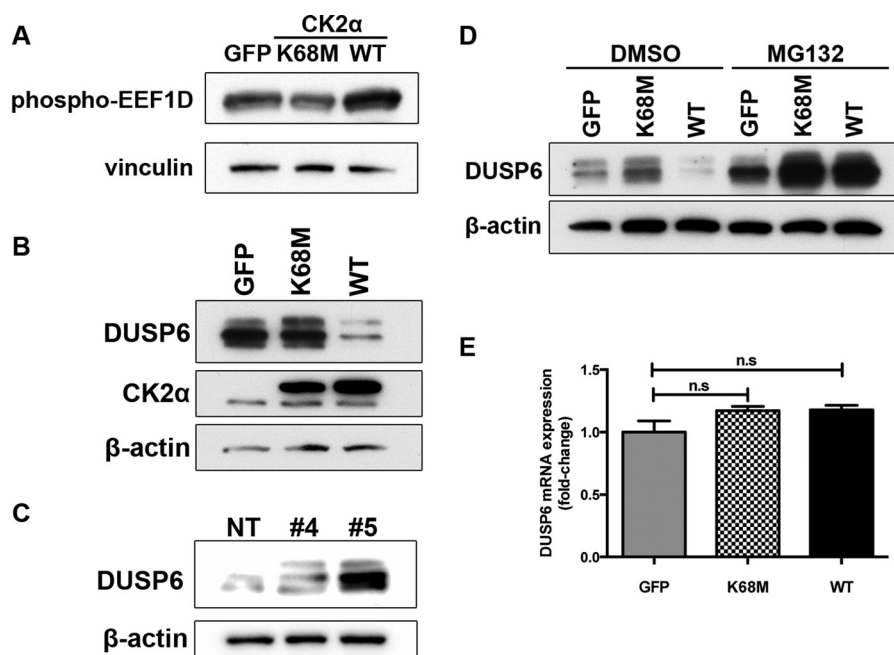 A
CK2α
GFP K68M WT
phospho-EEF1D
vinculin
B
GFP K68M WT
DUSP6
CK2α
β-actin
C
NT #4 #5
DUSP6
β-actin
D
DMSO MG132
GFP K68M WT GFP K68M WT
DUSP6
β-actin
E
DUSP6 mRNA expression
(fold-change)
1.5
1.0
0.5
0.0
n.s
n.s
GFP K68M WT